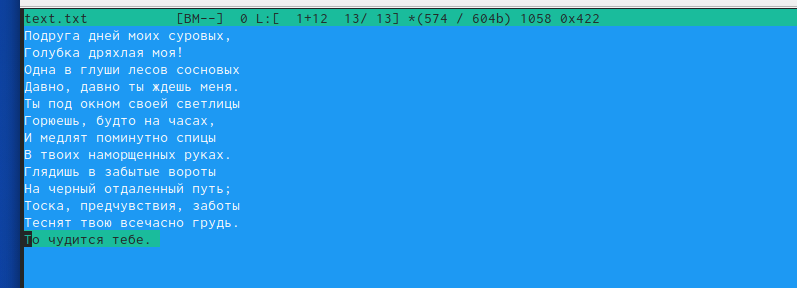 text.txt [BM--] 0 L:[ 1+12 13/ 13] *(574 / 604b) 1058 0x422
Подруга дней моих суровых,
Голубка дряхлая моя!
Одна в глуши лесов сосновых
Давно, давно ты ждешь меня.
Ты под окном своей светлицы
Горюешь, будто на часах,
И медлят поминутно спицы
В твоих наморщенных руках.
Глядишь в забытые вороты
На черный отдаленный путь;
Тоска, предчувствия, заботы
Теснят твою всечасно грудь.
То чудится тебе.